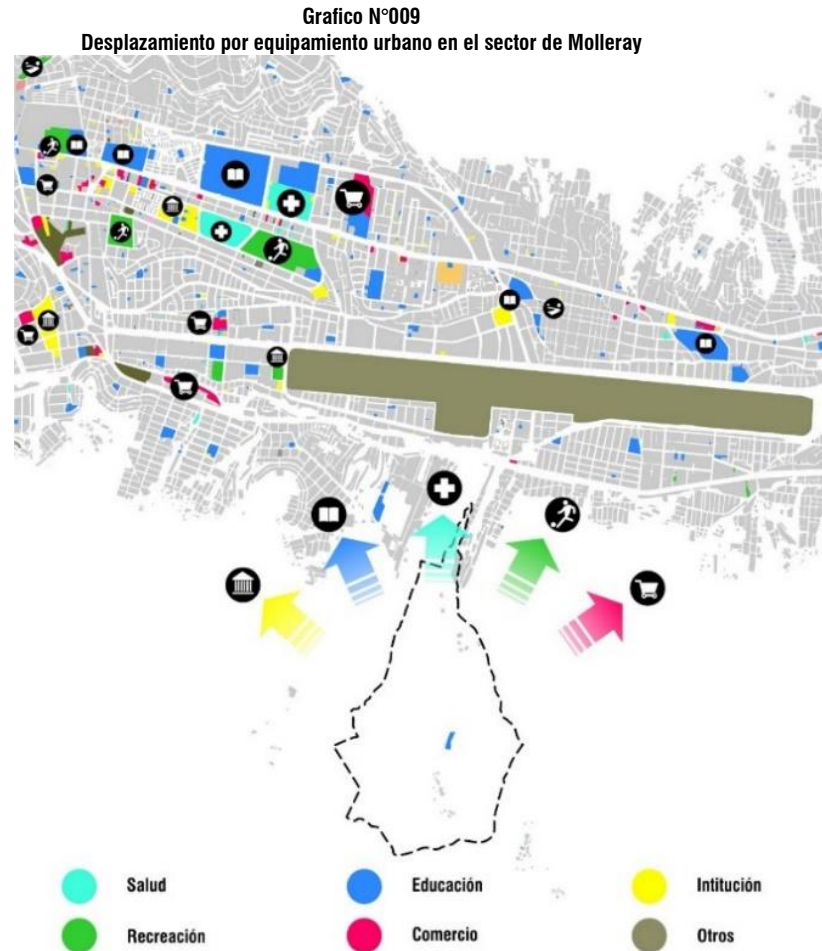 Grafico N°009
Desplazamiento por equipamiento urbano en el sector de Molleray
Salud
Educación
Intitución
Recreación
Comercio
Otros